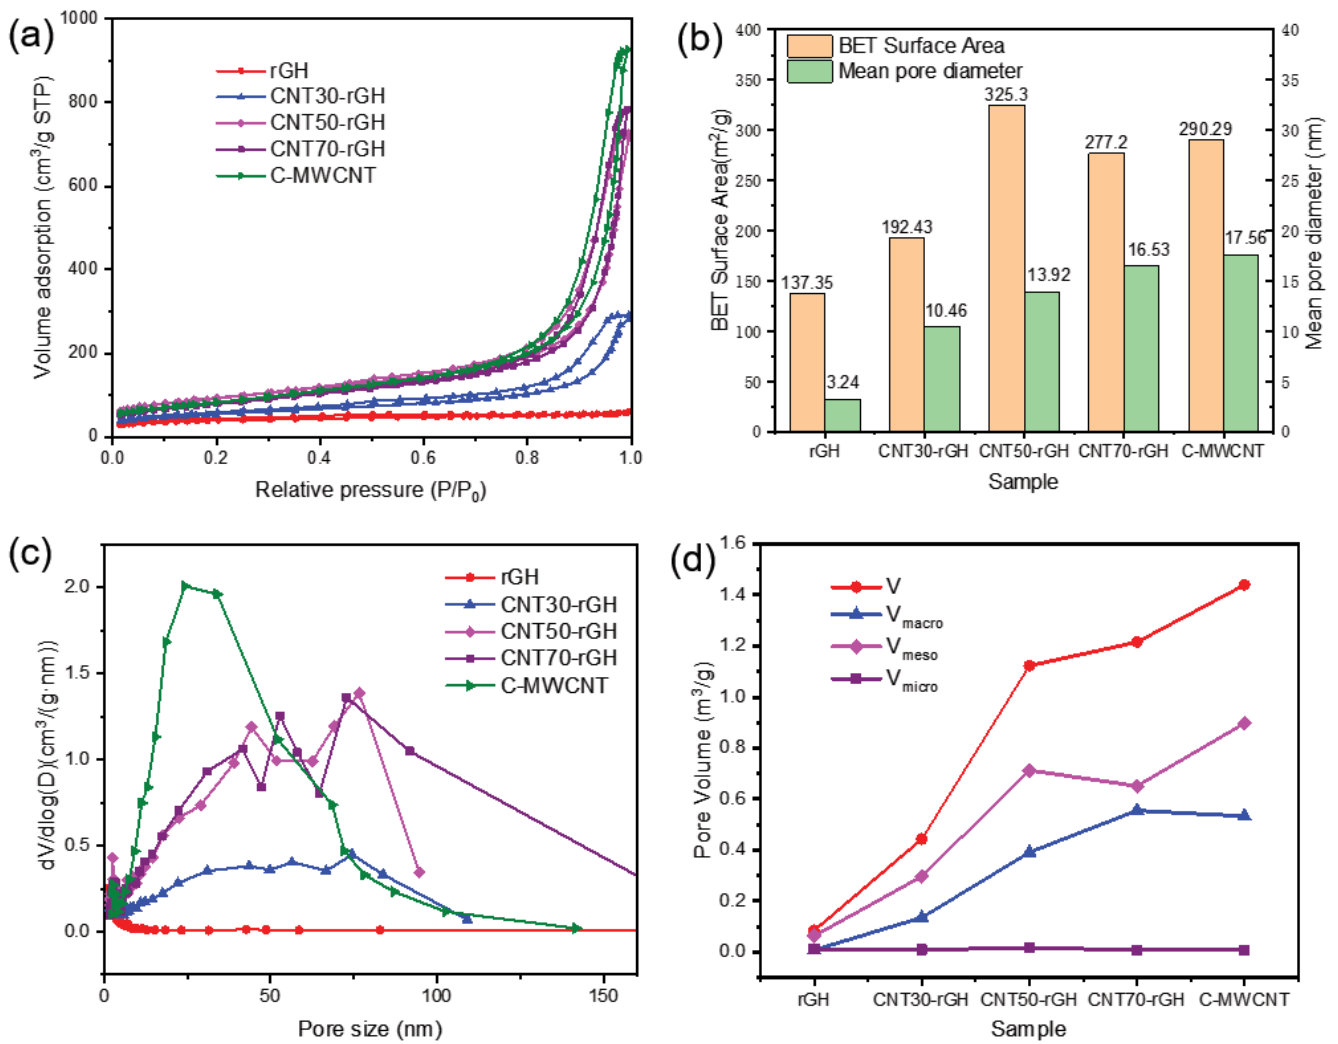 (a)
1000
800
600
400
200
0
Volume adsorption (cm³/g STP)
rGH
CNT30-rGH
CNT50-rGH
CNT70-rGH
C-MWCNT
0.0 0.2 0.4 0.6 0.8 1.0
Relative pressure (P/P₀)
(b)
400
350
300
250
200
150
100
50
0
BET Surface Area(m²/g)
BET Surface Area
Mean pore diameter
137.35
3.24
192.43
10.46
325.3
13.92
277.2
16.53
290.29
17.56
40
35
30
25
20
15
10
5
0
Mean pore diameter (nm)
rGH CNT30-rGH CNT50-rGH CNT70-rGH C-MWCNT
Sample
(c)
2.0
1.5
1.0
0.5
0.0
dV/dlog(D)(cm³/(g·nm))
rGH
CNT30-rGH
CNT50-rGH
CNT70-rGH
C-MWCNT
0 50 100 150
Pore size (nm)
(d)
1.6
1.4
1.2
1.0
0.8
0.6
0.4
0.2
0.0
Pore Volume (m³/g)
V
Vmacro
Vmeso
Vmicro
rGH CNT30-rGH CNT50-rGH CNT70-rGH C-MWCNT
Sample